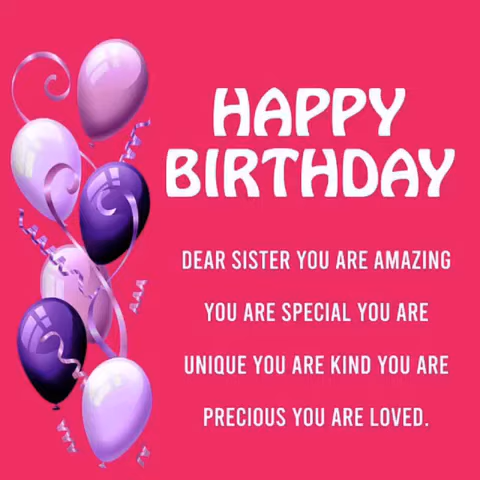 HAPPY
BIRTHDAY
DEAR SISTER YOU ARE AMAZING
YOU ARE SPECIAL YOU ARE
UNIQUE YOU ARE KIND YOU ARE
PRECIOUS YOU ARE LOVED.